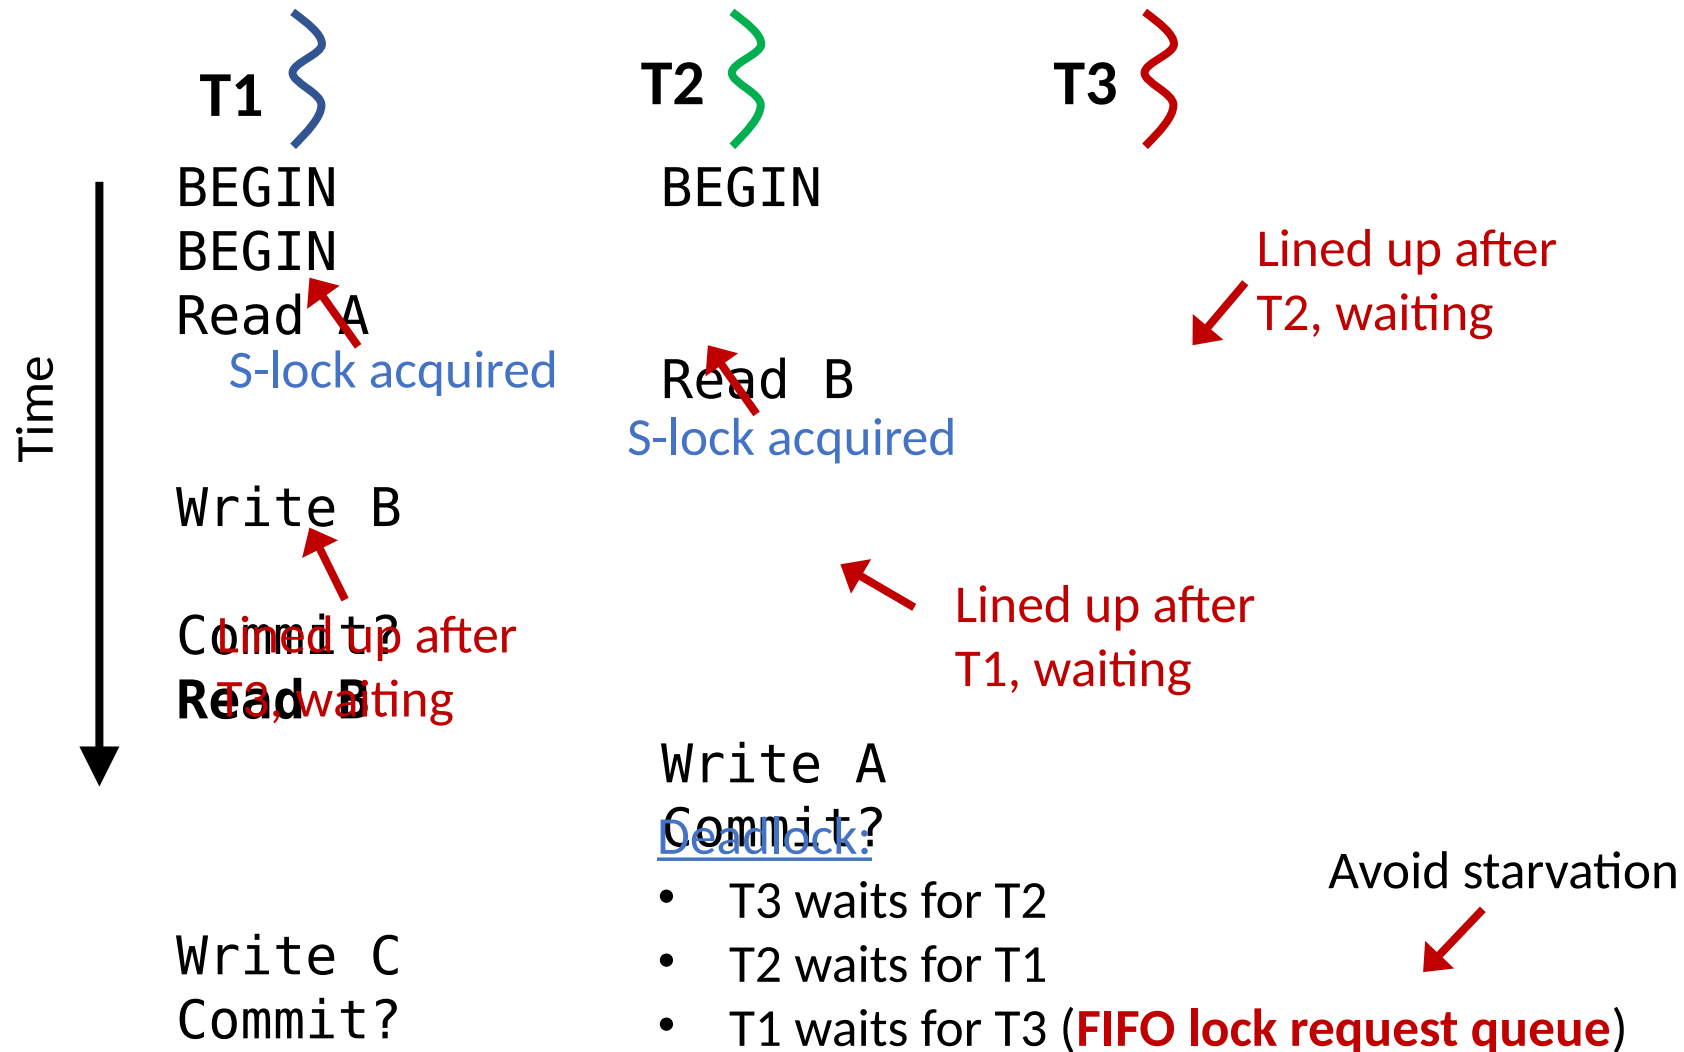 T1
T2
T3
Time
BEGIN
BEGIN
Read A
S-lock acquired
Write B
Commit?
Lined up after
Read B
T3, waiting
Write C
Commit?
BEGIN
Read B
S-lock acquired
Lined up after
T2, waiting
Lined up after
T1, waiting
Write A
Commit?
Deadlock:
• T3 waits for T2
• T2 waits for T1
• T1 waits for T3 (FIFO lock request queue)
Avoid starvation